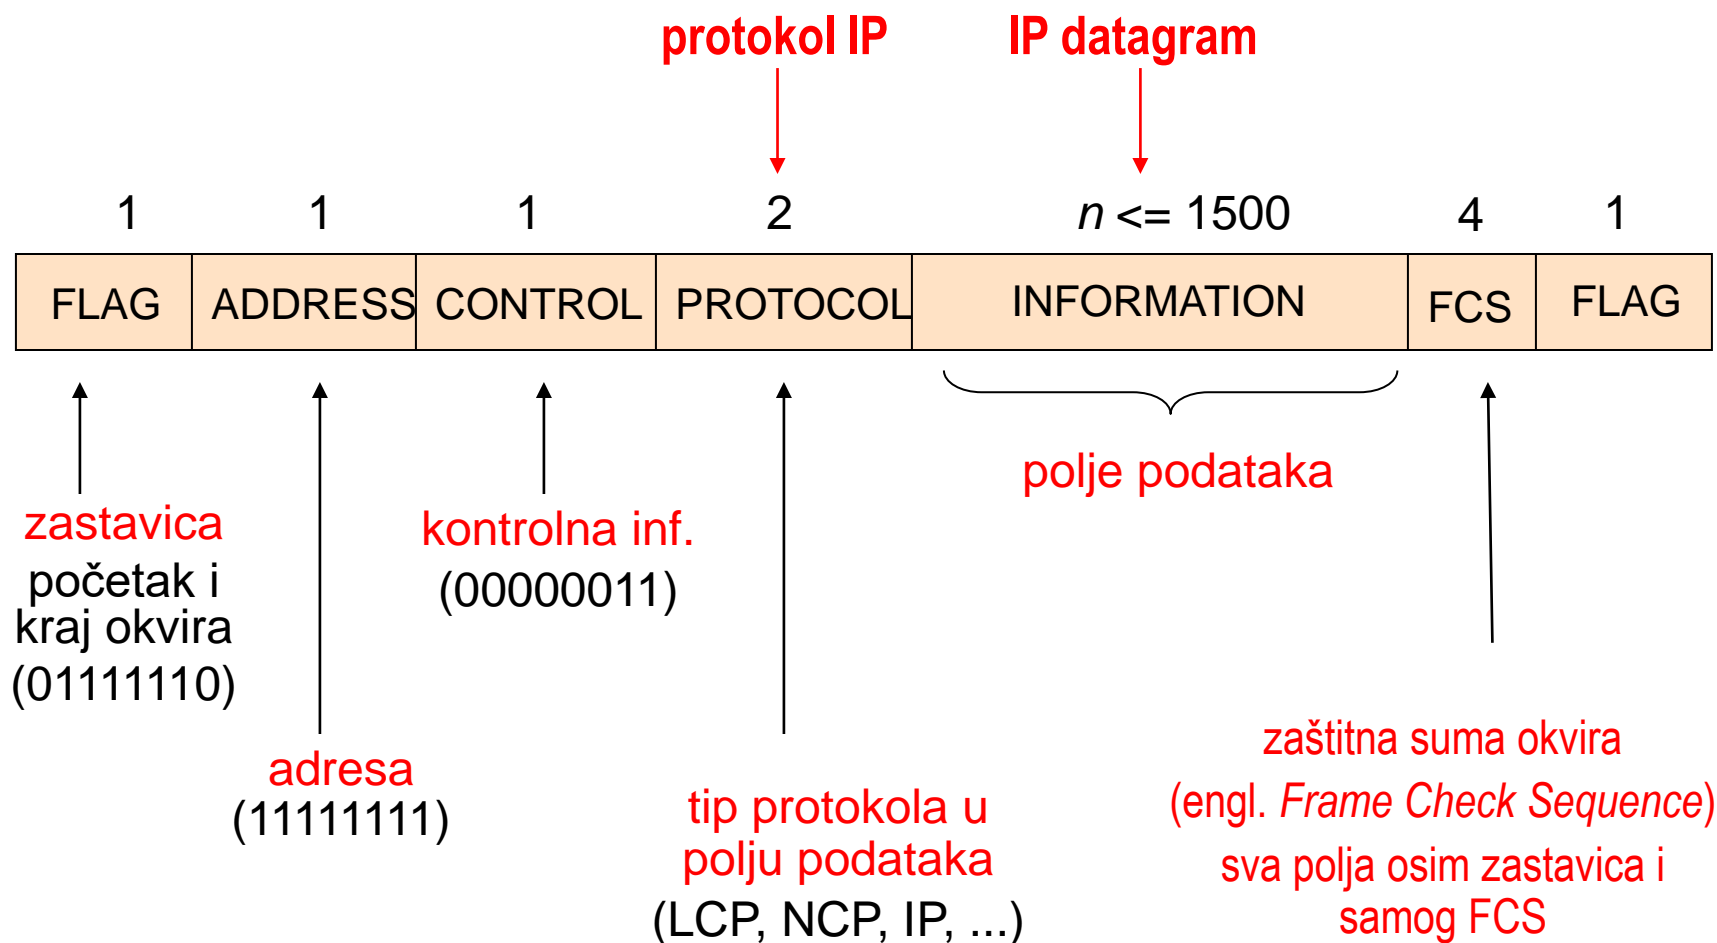 protokol IP IP datagram
1 1 1 2 n <= 1500 4 1
FLAG ADDRESS CONTROL PROTOCOL INFORMATION FCS FLAG
polje podataka
zastavica
početak i
kraj okvira
(01111110)
adresa
(11111111)
kontrolna inf.
(00000011)
tip protokola u
polju podataka
(LCP, NCP, IP, ...)
zaštitna suma okvira
(engl. Frame Check Sequence)
sva polja osim zastavica i
samog FCS